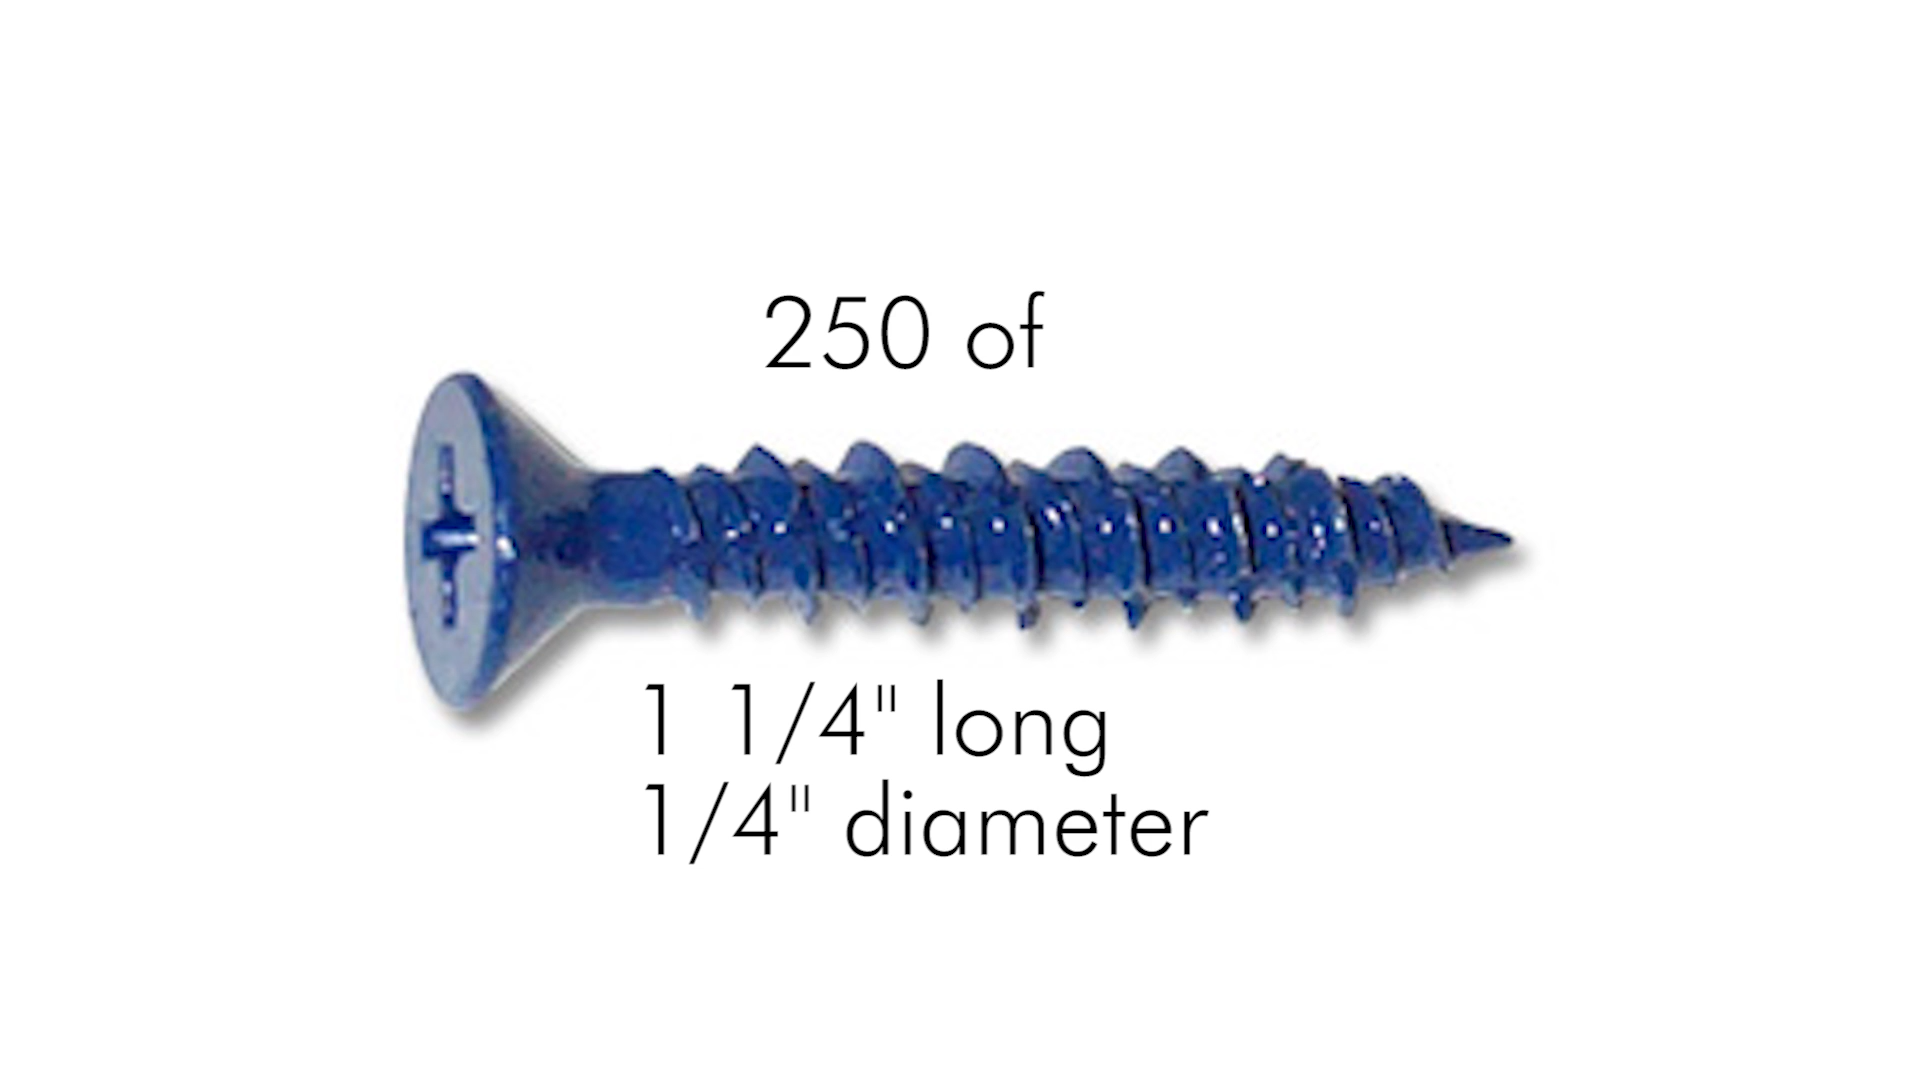 250 of
1 1/4" long
1/4" diameter